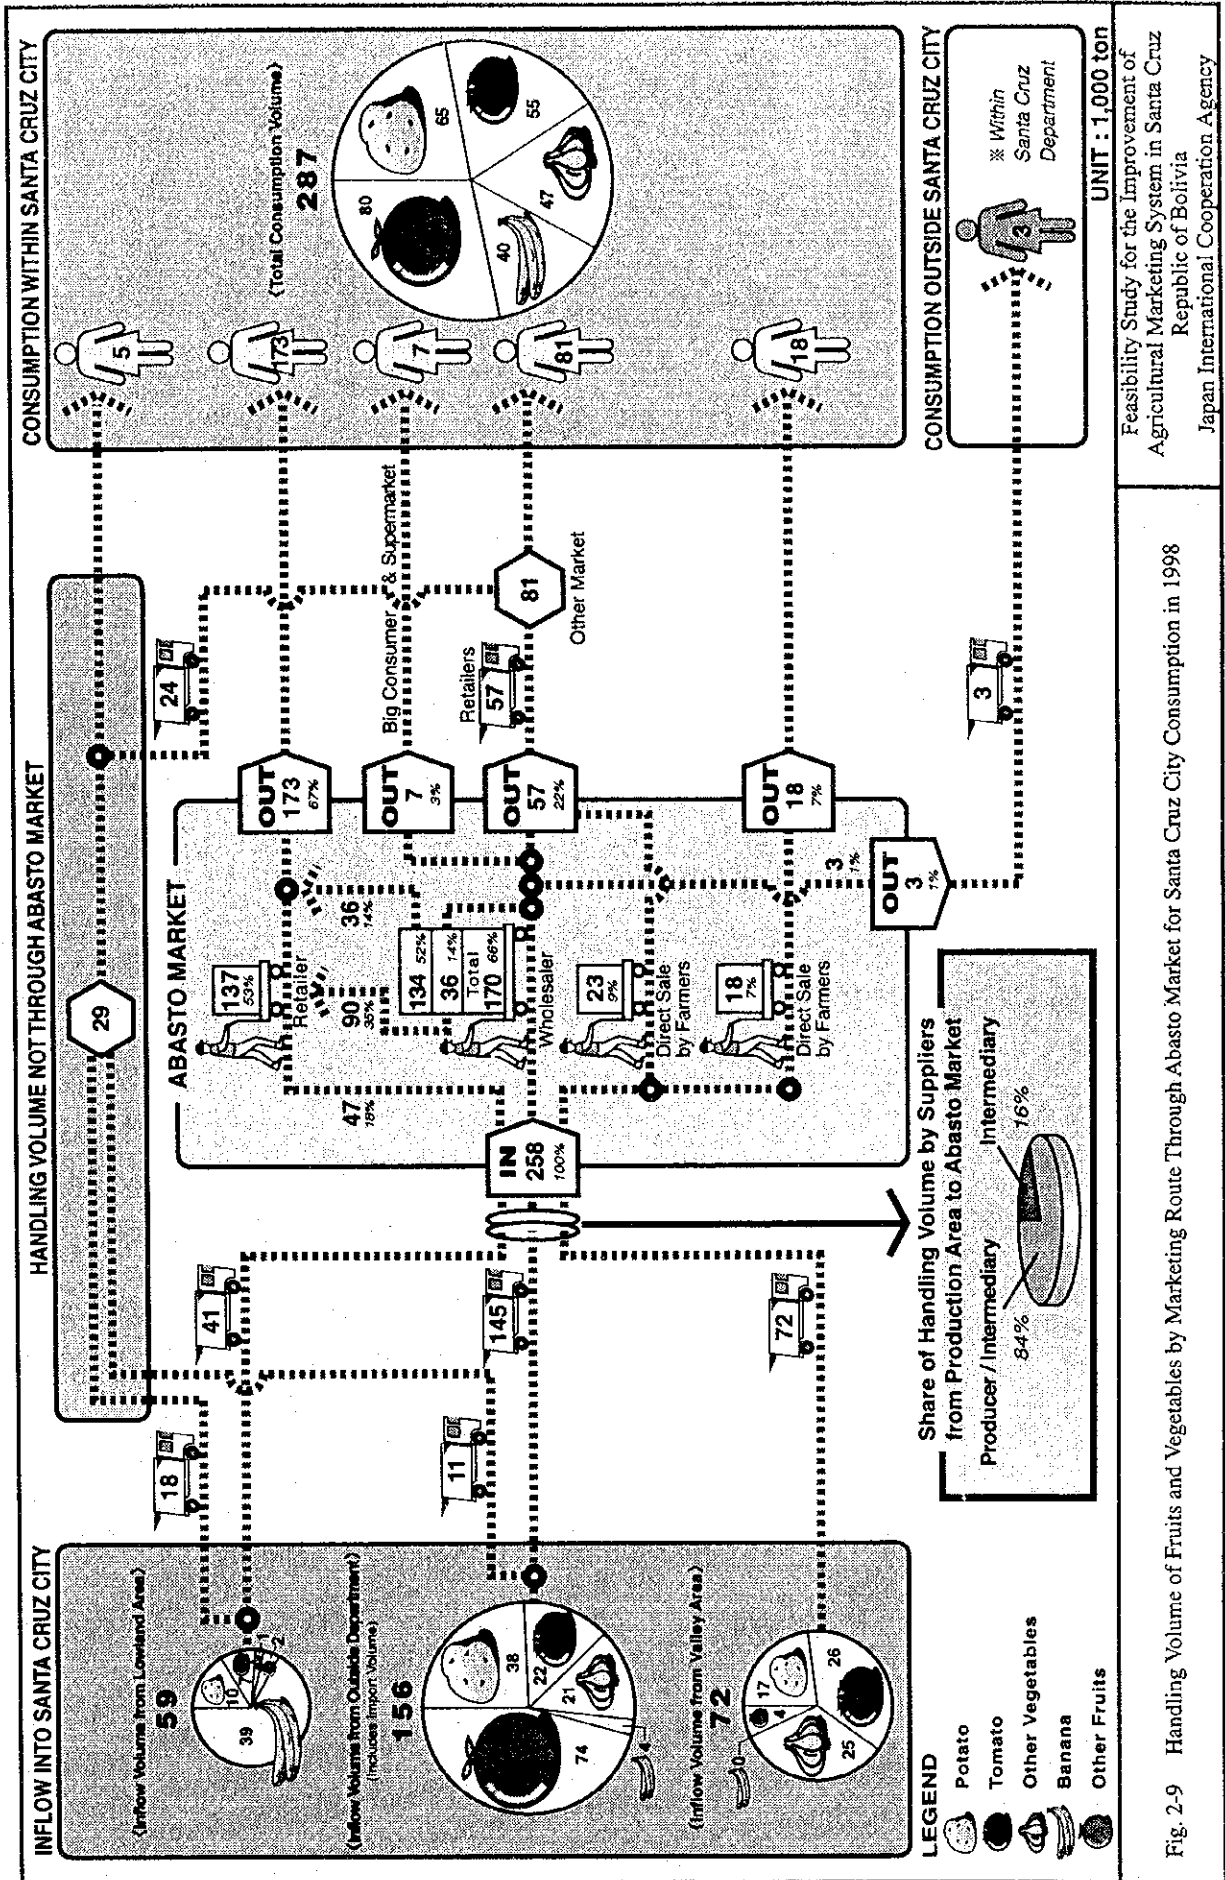 INFLOW INTO SANTA CRUZ CITY
(Inflow Volume from Lowland Area)
59
39
10
7
1
2
(Inflow Volume from Outside Department)
(Includes Import Volume)
156
38
22
21
4
74
(Inflow Volume from Valley Area)
72
0
4
17
26
25
LEGEND
Potato
Tomato
Other Vegetables
Banana
Other Fruits
HANDLING VOLUME NOT THROUGH ABASTO MARKET
29
18
41
11
145
72
24
ABASTO MARKET
IN
258
100%
47
18%
137
53%
Retailer
90
35%
36
14%
134 52%
36 14%
Total
170 66%
Wholesaler
23
9%
Direct Sale
by Farmers
18
7%
Direct Sale
by Farmers
OUT
173
67%
OUT
7
3%
OUT
57
22%
OUT
18
7%
3
1%
OUT
3
1%
Big Consumer & Supermarket
Retailers
57
81
Other Market
3
Share of Handling Volume by Suppliers
from Production Area to Abasto Market
Producer / Intermediary
84%
Intermediary
16%
CONSUMPTION WITHIN SANTA CRUZ CITY
5
173
7
81
18
(Total Consumption Volume)
287
80
65
55
47
40
CONSUMPTION OUTSIDE SANTA CRUZ CITY
3
※ Within
Santa Cruz
Department
UNIT : 1,000 ton
Fig. 2-9 Handling Volume of Fruits and Vegetables by Marketing Route Through Abasto Market for Santa Cruz City Consumption in 1998
Feasibility Study for the Improvement of
Agricultural Marketing System in Santa Cruz
Republic of Bolivia
Japan International Cooperation Agency